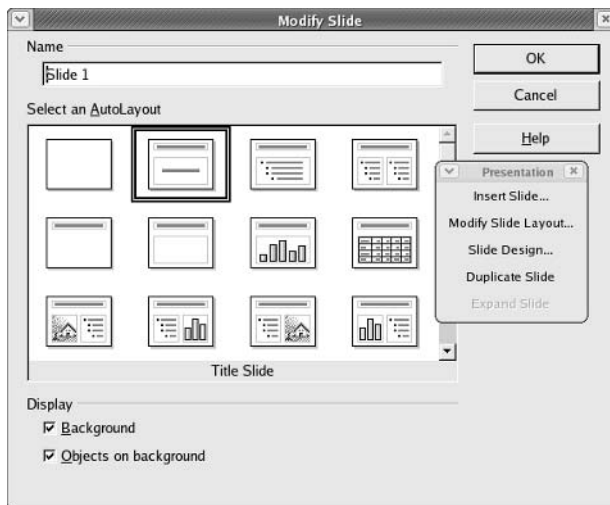 Modify Slide
Name
Slide 1
Select an AutoLayout
Title Slide
Display
Background
Objects on background
OK
Cancel
Help
Presentation
Insert Slide...
Modify Slide Layout...
Slide Design...
Duplicate Slide
Expand Slide